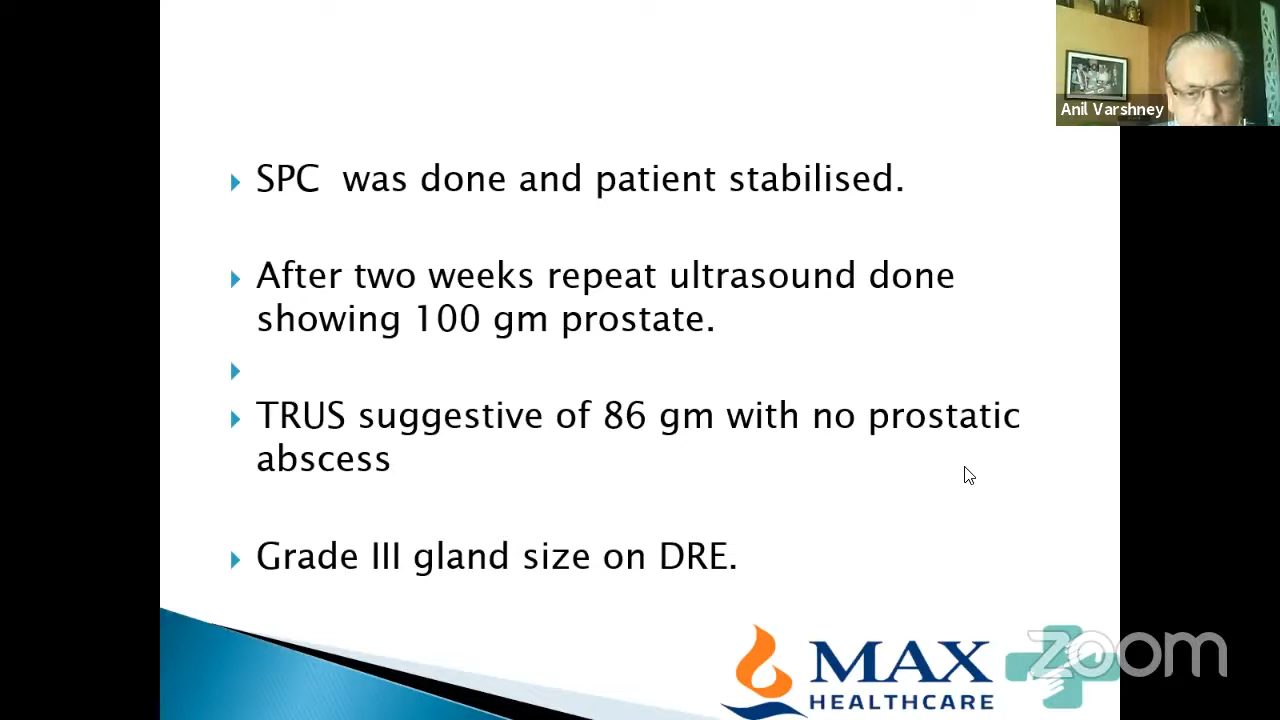 Anil Varshney
SPC was done and patient stabilised.
After two weeks repeat ultrasound done
showing 100 gm prostate.
TRUS suggestive of 86 gm with no prostatic
abscess
Grade III gland size on DRE.
MAX
HEALTHCARE
zoom